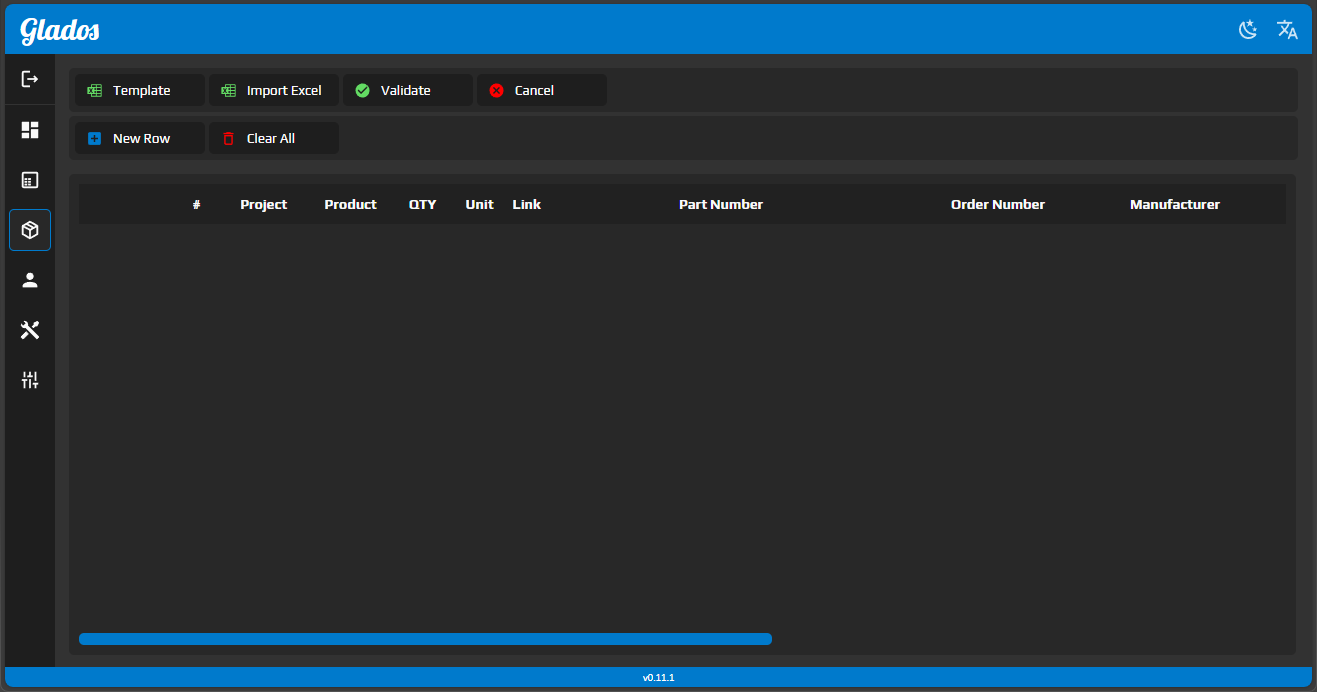 Glados
Template Import Excel Validate Cancel
New Row Clear All
# Project Product QTY Unit Link Part Number Order Number Manufacturer
v0.11.1